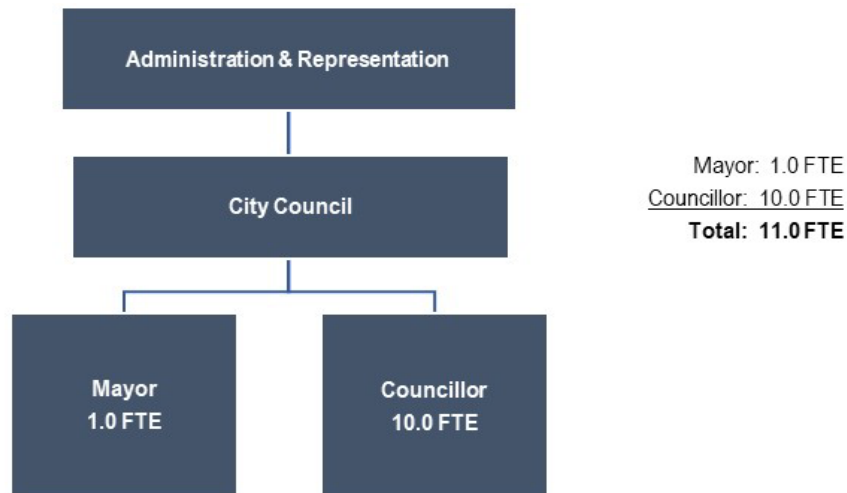 Administration & Representation
City Council
Mayor: 1.0 FTE
Councillor: 10.0 FTE
Total: 11.0 FTE
Mayor
1.0 FTE
Councillor
10.0 FTE